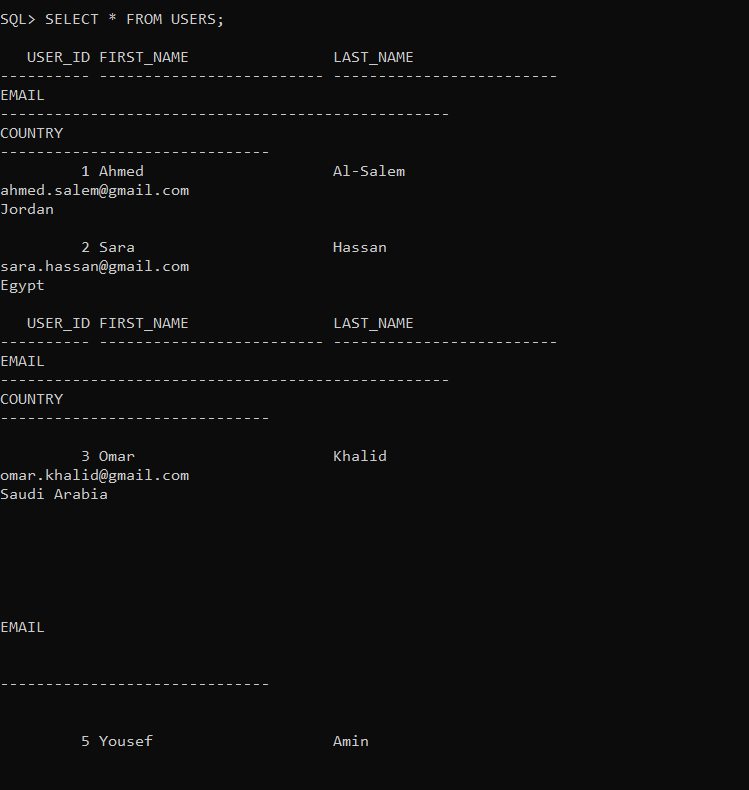 SQL> SELECT * FROM USERS;
USER_ID FIRST_NAME LAST_NAME
---------- ------------------------- -------------------------
EMAIL
--------------------------------------------------
COUNTRY
------------------------------
1 Ahmed Al-Salem
ahmed.salem@gmail.com
Jordan
2 Sara Hassan
sara.hassan@gmail.com
Egypt
USER_ID FIRST_NAME LAST_NAME
---------- ------------------------- -------------------------
EMAIL
--------------------------------------------------
COUNTRY
------------------------------
3 Omar Khalid
omar.khalid@gmail.com
Saudi Arabia
EMAIL
------------------------------
5 Yousef Amin